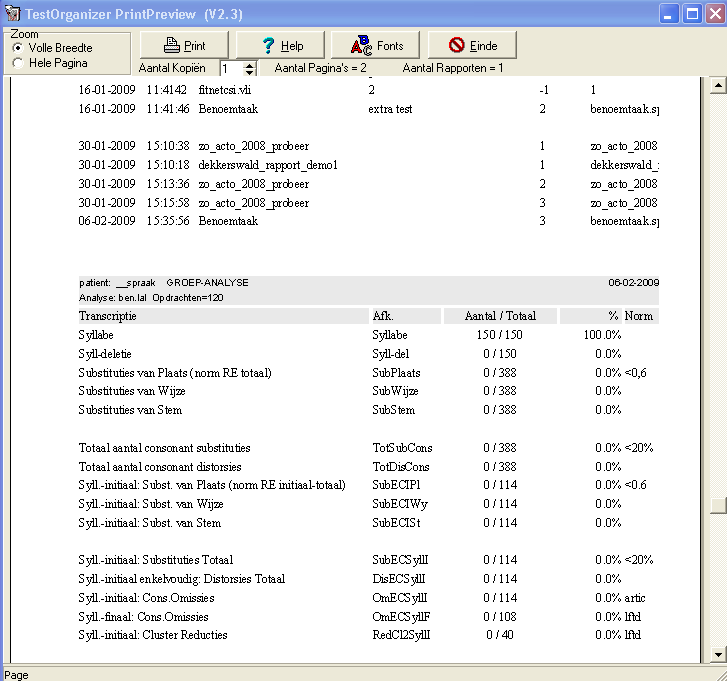 TestOrganizer PrintPreview (V2.3)
Zoom
Volle Breedte
Hele Pagina
Print Help Fonts Einde
Aantal Kopiën 1 Aantal Pagina's = 2 Aantal Rapporten = 1
16-01-2009 11:4142 fitnetcsi.vli 2 -1 1
16-01-2009 11:41:46 Benoemtaak extra test 2 benoemtaak.sp
30-01-2009 15:10:38 zo_acto_2008_probeer 1 zo_acto_2008
30-01-2009 15:10:18 dekkerswald_rapport_demo1 1 dekkerswald_
30-01-2009 15:13:36 zo_acto_2008_probeer 2 zo_acto_2008
30-01-2009 15:15:58 zo_acto_2008_probeer 3 zo_acto_2008
06-02-2009 15:35:56 Benoemtaak 3 benoemtaak.sp
patient: __spraak GROEP-ANALYSE 06-02-2009
Analyse: ben.lal Opdrachten=120
Transcriptie Afk. Aantal / Totaal % Norm
Syllabe Syllabe 150 / 150 100.0%
Syll-deletie Syll-del 0 / 150 0.0%
Substituties van Plaats (norm RE totaal) SubPlaats 0 / 388 0.0% <0,6
Substituties van Wijze SubWijze 0 / 388 0.0%
Substituties van Stem SubStem 0 / 388 0.0%
Totaal aantal consonant substituties TotSubCons 0 / 388 0.0% <20%
Totaal aantal consonant distorsies TotDisCons 0 / 388 0.0%
Syll.-initiaal: Subst. van Plaats (norm RE initiaal-totaal) SubECIPl 0 / 114 0.0% <0.6
Syll.-initiaal: Subst. van Wijze SubECIWy 0 / 114 0.0%
Syll.-initiaal: Subst. van Stem SubECISt 0 / 114 0.0%
Syll.-initiaal: Substituties Totaal SubECSyllI 0 / 114 0.0% <20%
Syll.-initiaal enkelvoudig: Distorsies Totaal DisECSyllI 0 / 114 0.0%
Syll.-initiaal: Cons.Omissies OmECSyllI 0 / 114 0.0% artic
Syll.-finaal: Cons.Omissies OmECSyllF 0 / 108 0.0% lftd
Syll.-initiaal: Cluster Reducties RedCl2SyllI 0 / 40 0.0% lftd
Page